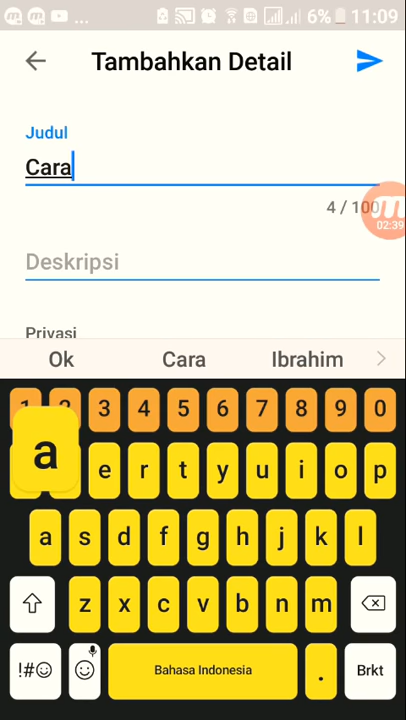 ... 6% 11:09
Tambahkan Detail
Judul
Cara
4 / 100
02:39
Deskripsi
Privasi
Ok Cara Ibrahim
1 2 3 4 5 6 7 8 9 0
a
e r t y u i o p
a s d f g h j k l
z x c v b n m
!#☺ Bahasa Indonesia . Brkt